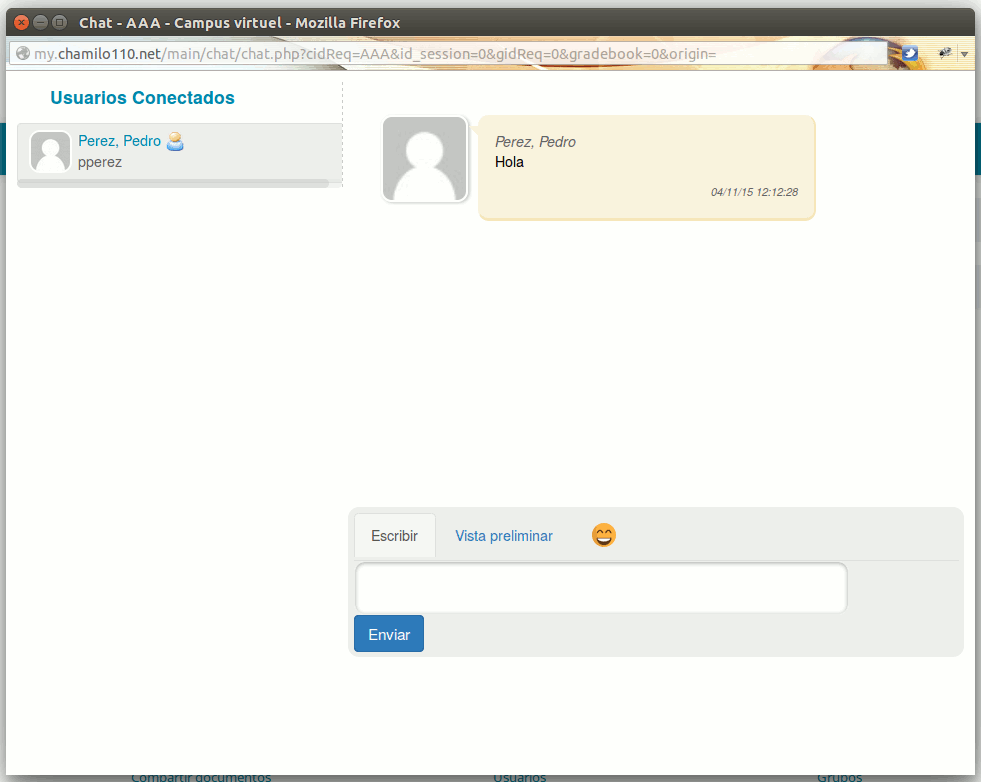 Chat - AAA - Campus virtuel - Mozilla Firefox
my.chamilo110.net/main/chat/chat.php?cidReq=AAA&id_session=0&gidReq=0&gradebook=0&origin=
Usuarios Conectados
Perez, Pedro
pperez
Perez, Pedro
Hola
04/11/15 12:12:28
Escribir
Vista preliminar
Enviar
Compartir documentos
Usuarios
Grupos